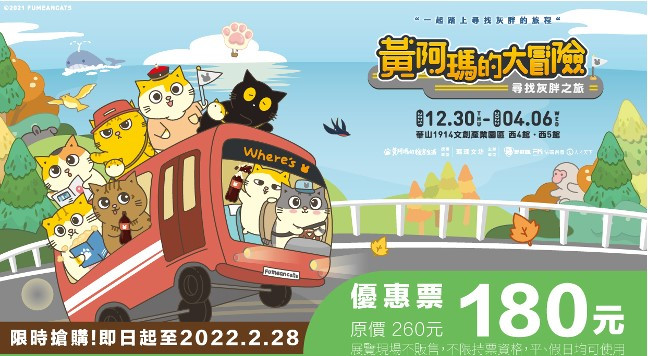 ©2021 FUMEANCATS
“一起踏上尋找灰胖的旅程”
黃阿瑪的大冒險
尋找灰胖之旅
12.30 THU - 04.06 WED
華山1914文創產業園區 西4館・西5館
Where's
Fumeancats
優惠票 180元
原價 260元
展覽現場不販售，不限持票資格，平、假日均可使用
限時搶購！即日起至2022.2.28